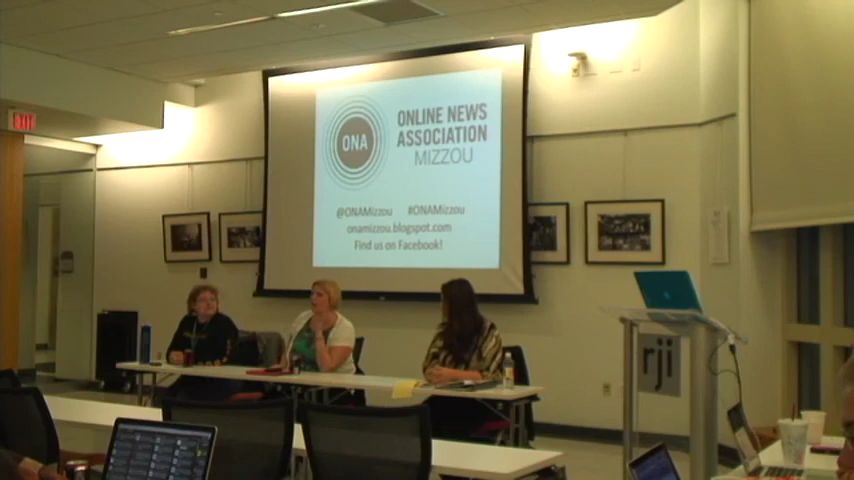 EXIT
ONA
ONLINE NEWS
ASSOCIATION
MIZZOU
@ONAMizzou #ONAMizzou
onamizzou.blogspot.com
Find us on Facebook!
rji